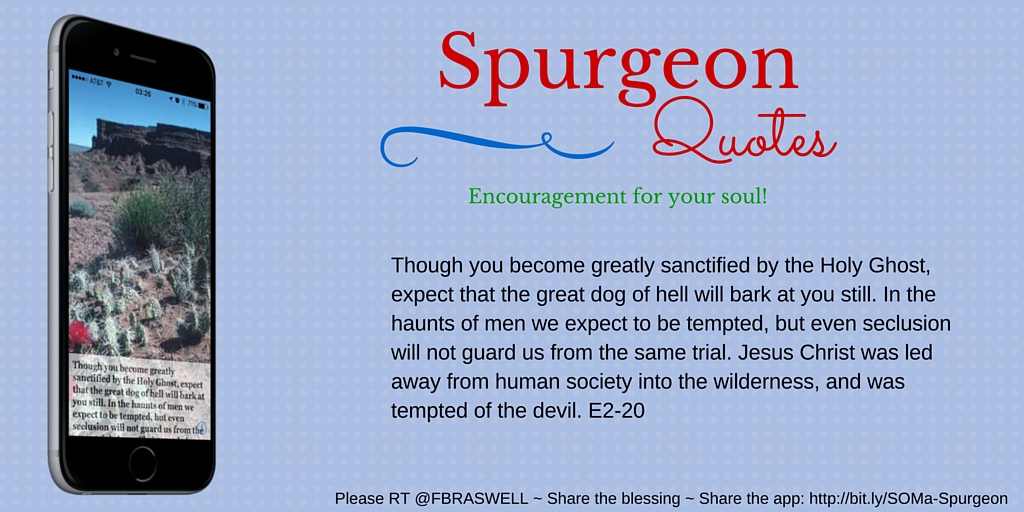 AT&T
03:26
71%
Though you become greatly
sanctified by the Holy Ghost, expect
that the great dog of hell will bark at
you still. In the haunts of men we
expect to be tempted, but even
seclusion will not guard us from the
Spurgeon
Quotes
Encouragement for your soul!
Though you become greatly sanctified by the Holy Ghost,
expect that the great dog of hell will bark at you still. In the
haunts of men we expect to be tempted, but even seclusion
will not guard us from the same trial. Jesus Christ was led
away from human society into the wilderness, and was
tempted of the devil. E2-20
Please RT @FBRASWELL ~ Share the blessing ~ Share the app: http://bit.ly/SOMa-Spurgeon